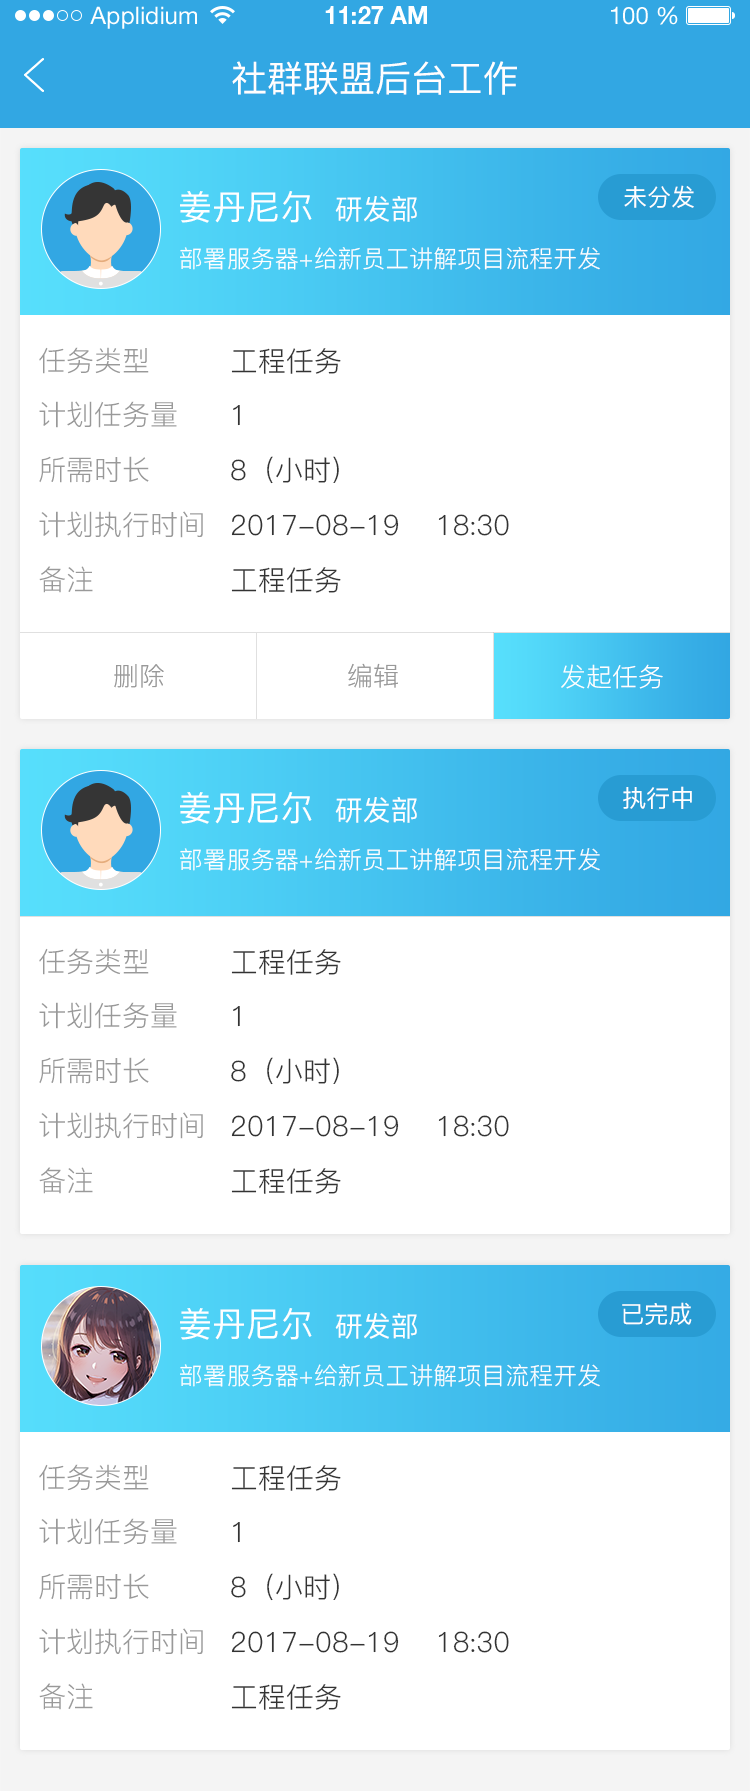 Applidium 11:27 AM 100 %
社群联盟后台工作
姜丹尼尔 研发部 未分发
部署服务器+给新员工讲解项目流程开发
任务类型 工程任务
计划任务量 1
所需时长 8（小时）
计划执行时间 2017-08-19 18:30
备注 工程任务
删除 编辑 发起任务
姜丹尼尔 研发部 执行中
部署服务器+给新员工讲解项目流程开发
任务类型 工程任务
计划任务量 1
所需时长 8（小时）
计划执行时间 2017-08-19 18:30
备注 工程任务
姜丹尼尔 研发部 已完成
部署服务器+给新员工讲解项目流程开发
任务类型 工程任务
计划任务量 1
所需时长 8（小时）
计划执行时间 2017-08-19 18:30
备注 工程任务